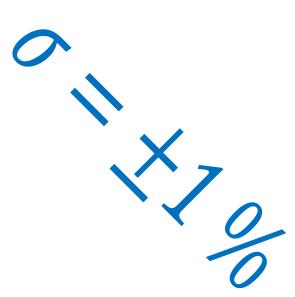 σ = ±1%